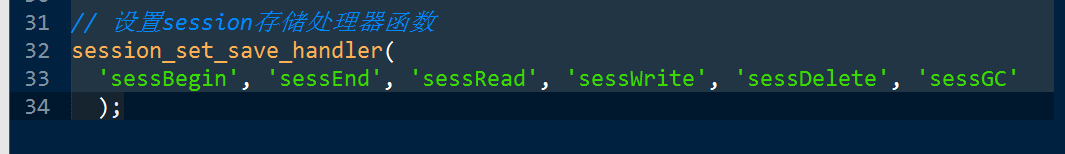 31 // 设置session存储处理器函数
32 session_set_save_handler(
33 'sessBegin', 'sessEnd', 'sessRead', 'sessWrite', 'sessDelete', 'sessGC'
34 );